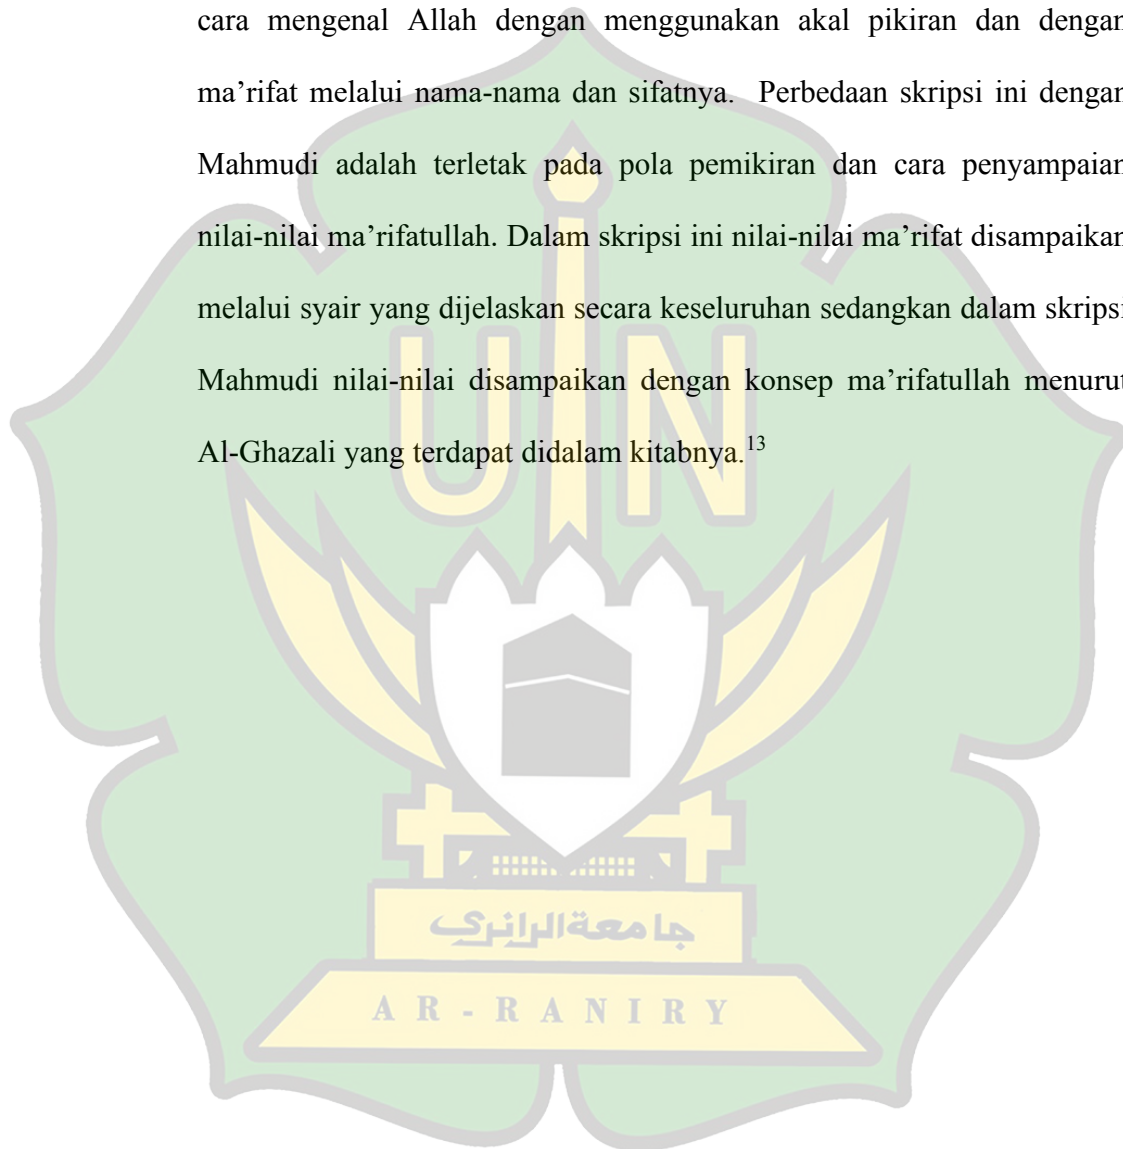 cara mengenal Allah dengan menggunakan akal pikiran dan dengan
ma’rifat melalui nama-nama dan sifatnya. Perbedaan skripsi ini dengan
Mahmudi adalah terletak pada pola pemikiran dan cara penyampaian
nilai-nilai ma’rifatullah. Dalam skripsi ini nilai-nilai ma’rifat disampaikan
melalui syair yang dijelaskan secara keseluruhan sedangkan dalam skripsi
Mahmudi nilai-nilai disampaikan dengan konsep ma’rifatullah menurut
Al-Ghazali yang terdapat didalam kitabnya.13
UIN
جامعةالرانري
AR-RANIRY